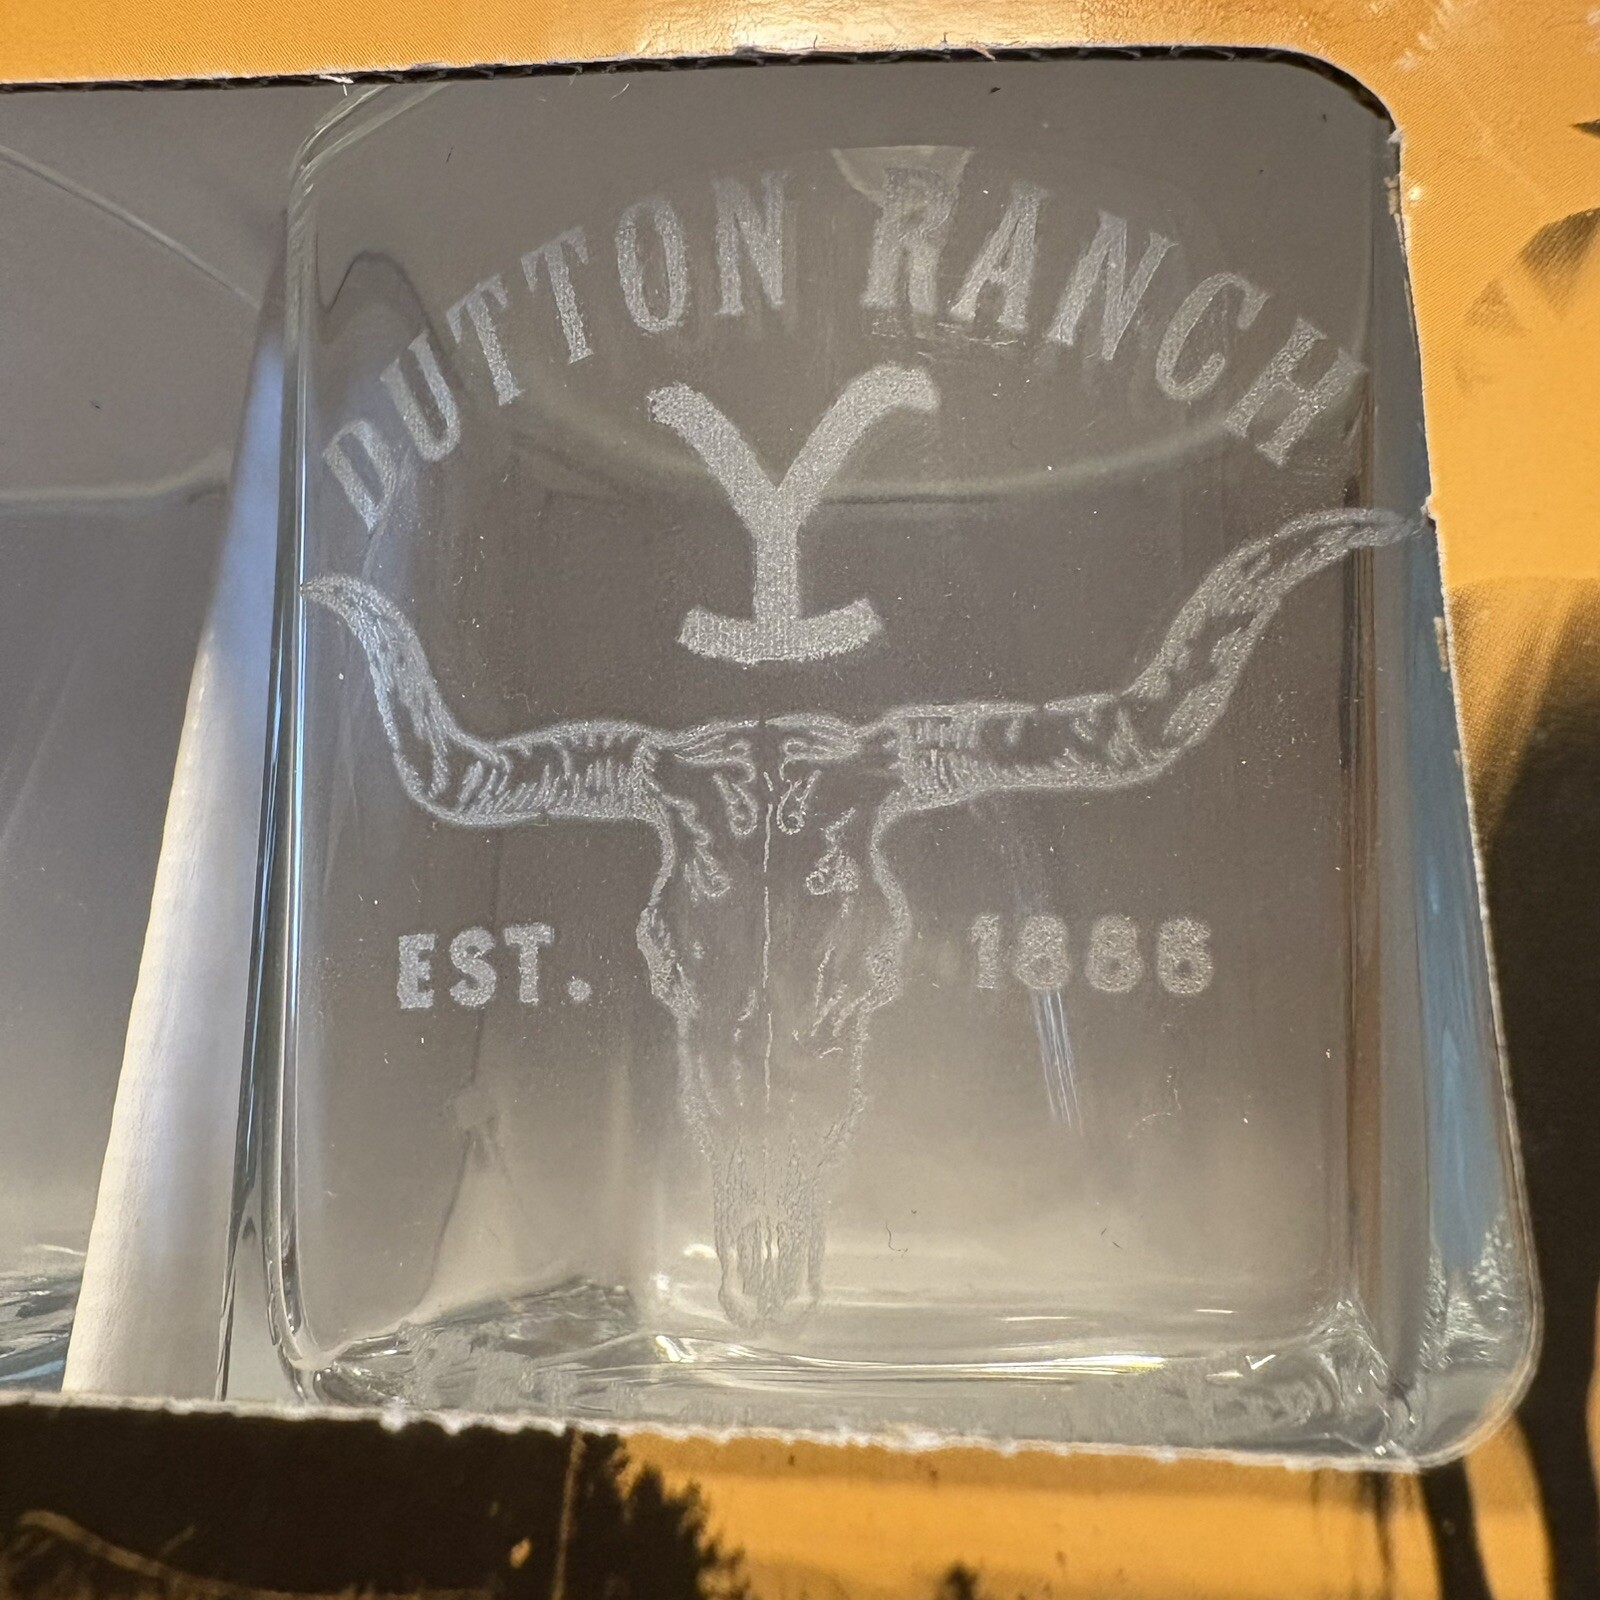 DUTTON RANCH
Y
EST. 1886